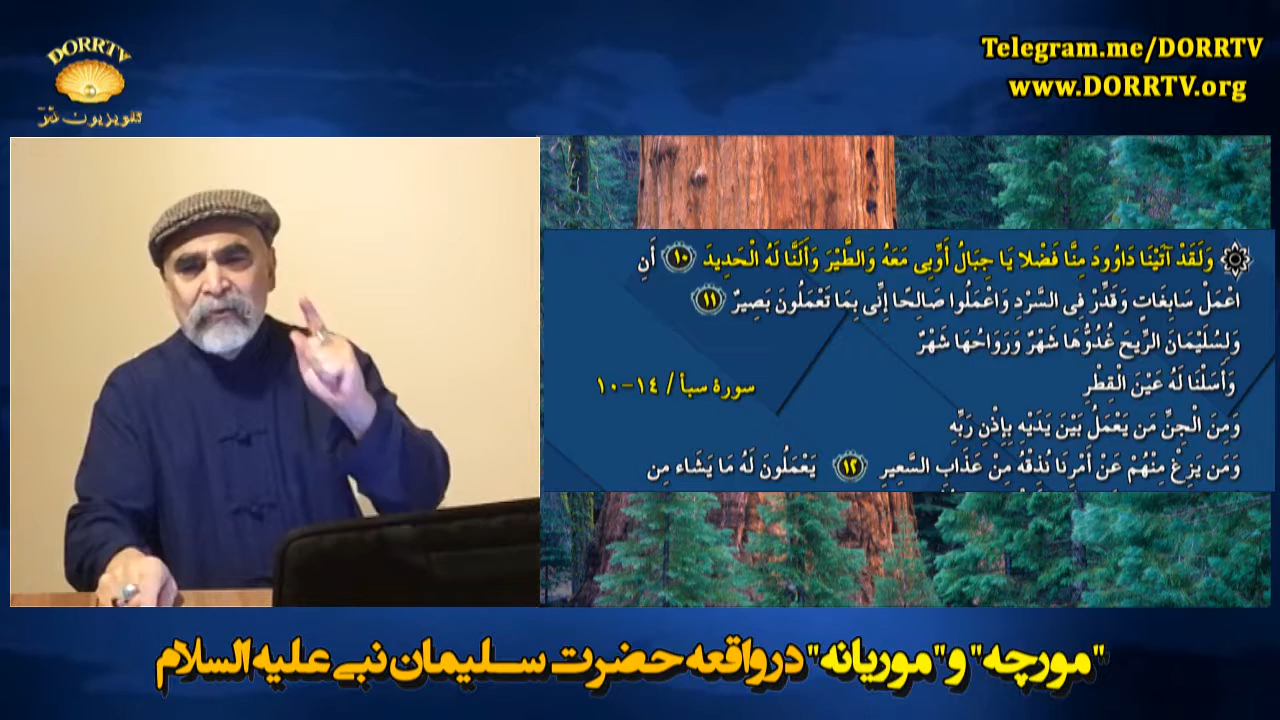 DORRTV
تلویزیون دُرّ
Telegram.me/DORRTV
www.DORRTV.org
وَلَقَدْ آتَيْنَا دَاوُودَ مِنَّا فَضْلا يَا جِبَالُ أَوِّبِي مَعَهُ وَالطَّيْرَ وَأَلَنَّا لَهُ الْحَدِيدَ ١٠ أَنِ
اعْمَلْ سَابِغَاتٍ وَقَدِّرْ فِي السَّرْدِ وَاعْمَلُوا صَالِحًا إِنِّي بِمَا تَعْمَلُونَ بَصِيرٌ ١١
وَلِسُلَيْمَانَ الرِّيحَ غُدُوُّهَا شَهْرٌ وَرَوَاحُهَا شَهْرٌ
وَأَسَلْنَا لَهُ عَيْنَ الْقِطْرِ
سورة سبأ / ١٤-١٠
وَمِنَ الْجِنِّ مَن يَعْمَلُ بَيْنَ يَدَيْهِ بِإِذْنِ رَبِّهِ
وَمَن يَزِغْ مِنْهُمْ عَنْ أَمْرِنَا نُذِقْهُ مِنْ عَذَابِ السَّعِيرِ ١٢ يَعْمَلُونَ لَهُ مَا يَشَاء مِن
"مورچه" و "موریانه" در واقعه حضرت سلیمان نبی علیه السلام